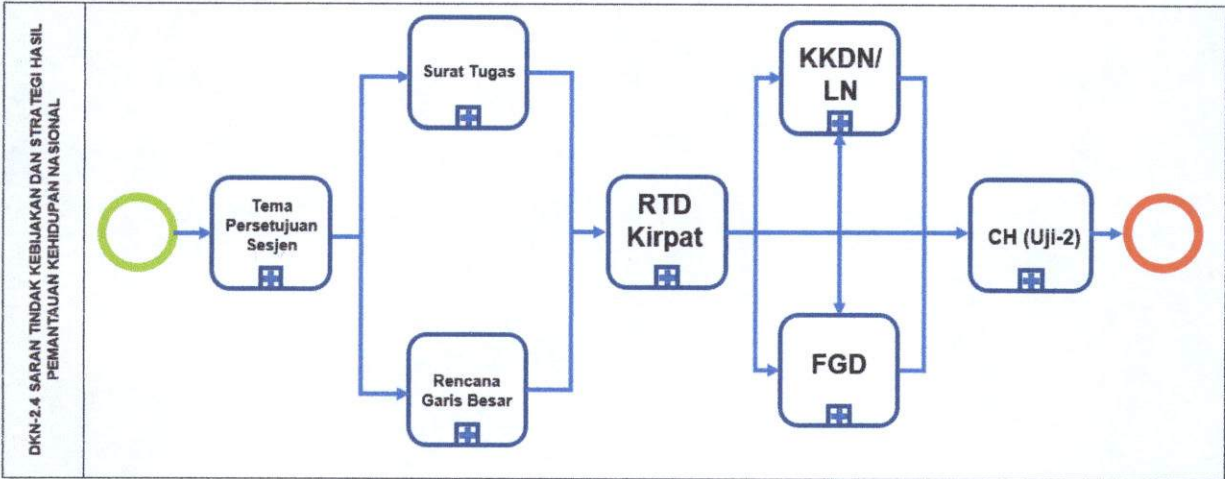 DKN-2.4 SARAN TINDAK KEBIJAKAN DAN STRATEGI HASIL
PEMANTAUAN KEHIDUPAN NASIONAL
Tema
Persetujuan
Sesjen
Surat Tugas
Rencana
Garis Besar
RTD
Kirpat
KKDN/
LN
FGD
CH (Uji-2)